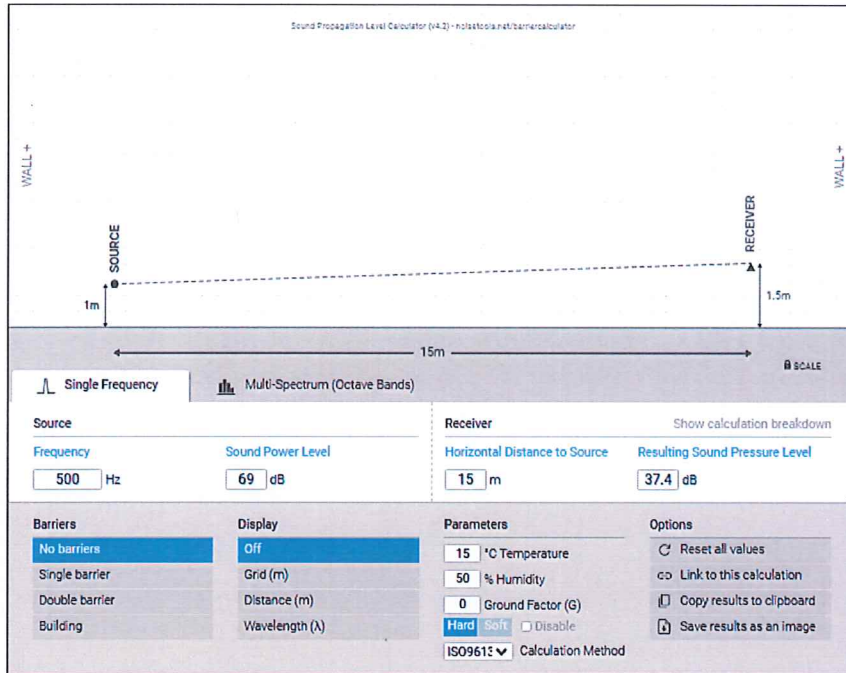 Sound Propagation Level Calculator (v4.2) - noisetools.net/barriercalculator
WALL +
WALL +
SOURCE
RECEIVER
1m
1.5m
15m
SCALE
Single Frequency
Multi-Spectrum (Octave Bands)
Source
Receiver
Show calculation breakdown
Frequency
Sound Power Level
Horizontal Distance to Source
Resulting Sound Pressure Level
500 Hz
69 dB
15 m
37.4 dB
Barriers
No barriers
Single barrier
Double barrier
Building
Display
Off
Grid (m)
Distance (m)
Wavelength (λ)
Parameters
15 °C Temperature
50 % Humidity
0 Ground Factor (G)
Hard Soft Disable
ISO9613 Calculation Method
Options
Reset all values
Link to this calculation
Copy results to clipboard
Save results as an image